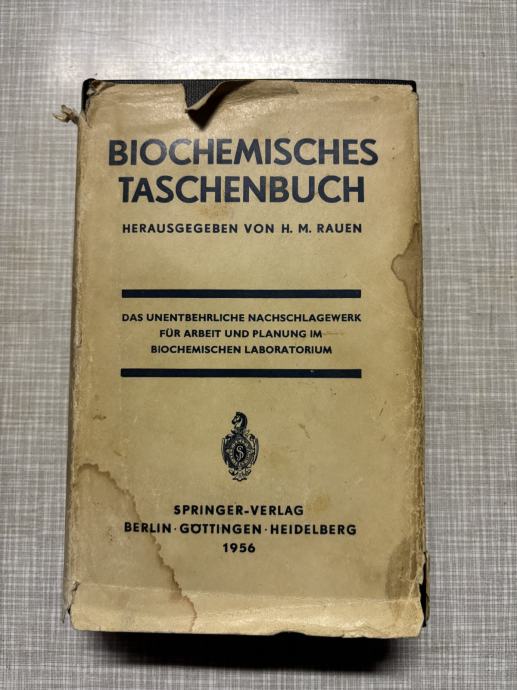 BIOCHEMISCHES
TASCHENBUCH
HERAUSGEGEBEN VON H. M. RAUEN
DAS UNENTBEHRLICHE NACHSCHLAGEWERK
FÜR ARBEIT UND PLANUNG IM
BIOCHEMISCHEN LABORATORIUM
SPRINGER-VERLAG
BERLIN · GÖTTINGEN · HEIDELBERG
1956